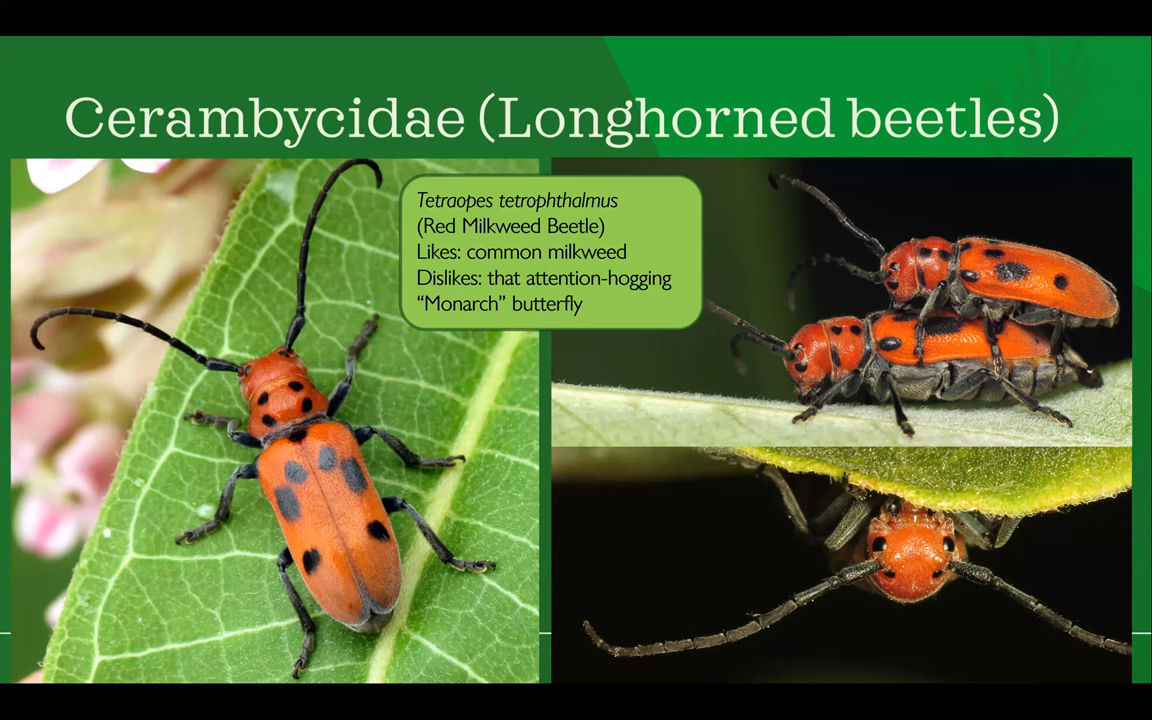 Cerambycidae (Longhorned beetles)
Tetraopes tetrophthalmus
(Red Milkweed Beetle)
Likes: common milkweed
Dislikes: that attention-hogging
“Monarch” butterfly